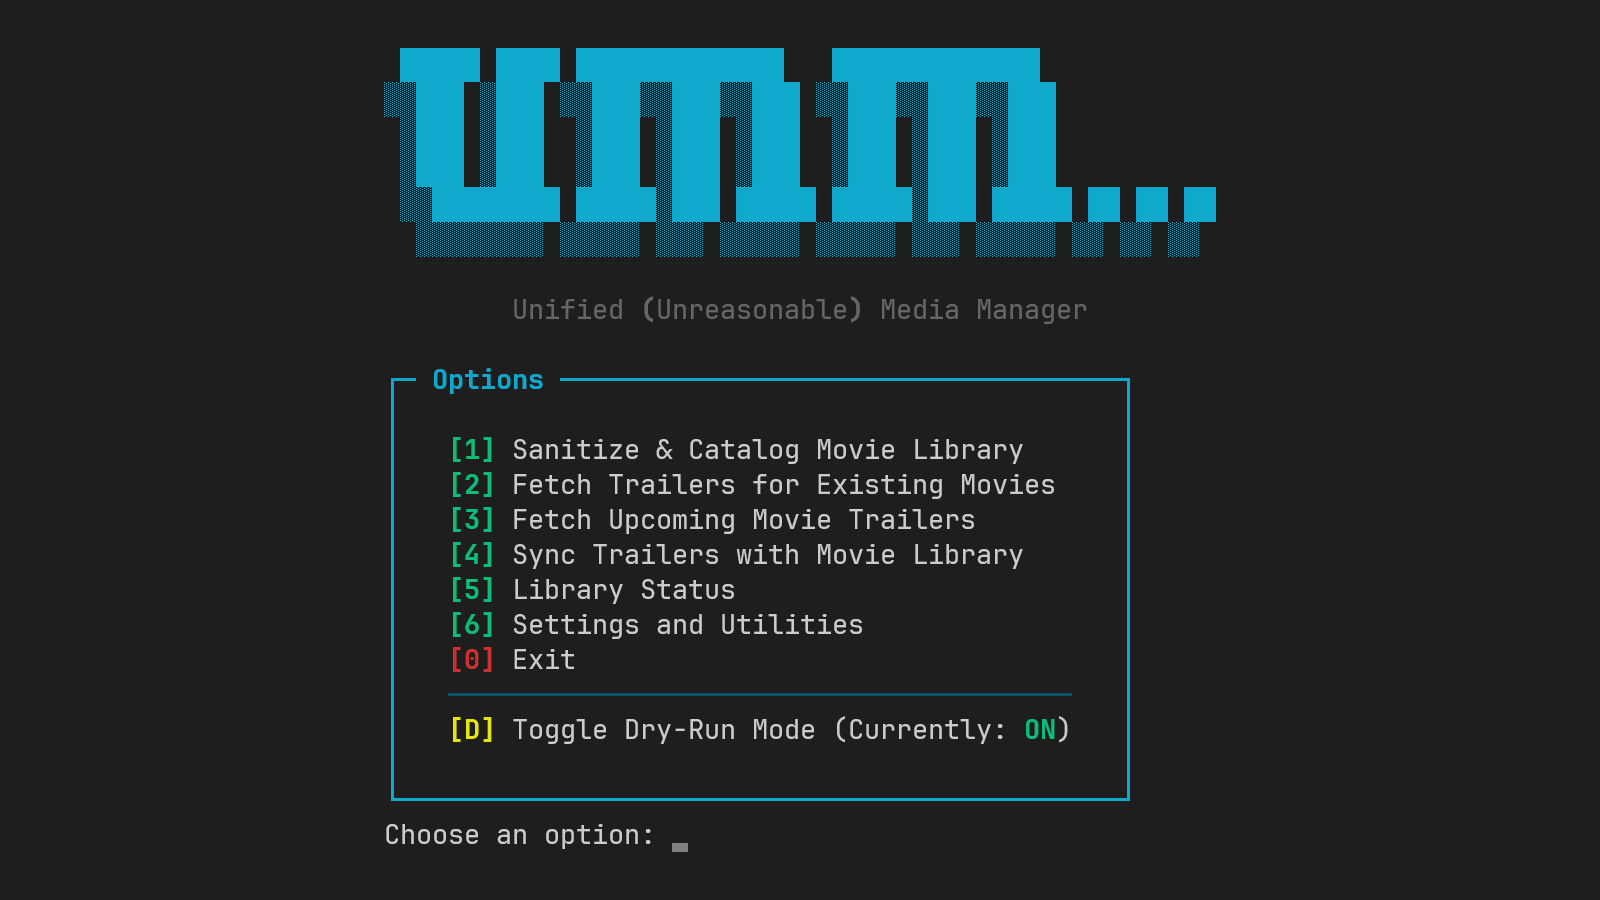 umm...
Unified (Unreasonable) Media Manager
Options
[1] Sanitize & Catalog Movie Library
[2] Fetch Trailers for Existing Movies
[3] Fetch Upcoming Movie Trailers
[4] Sync Trailers with Movie Library
[5] Library Status
[6] Settings and Utilities
[0] Exit
[D] Toggle Dry-Run Mode (Currently: ON)
Choose an option: _